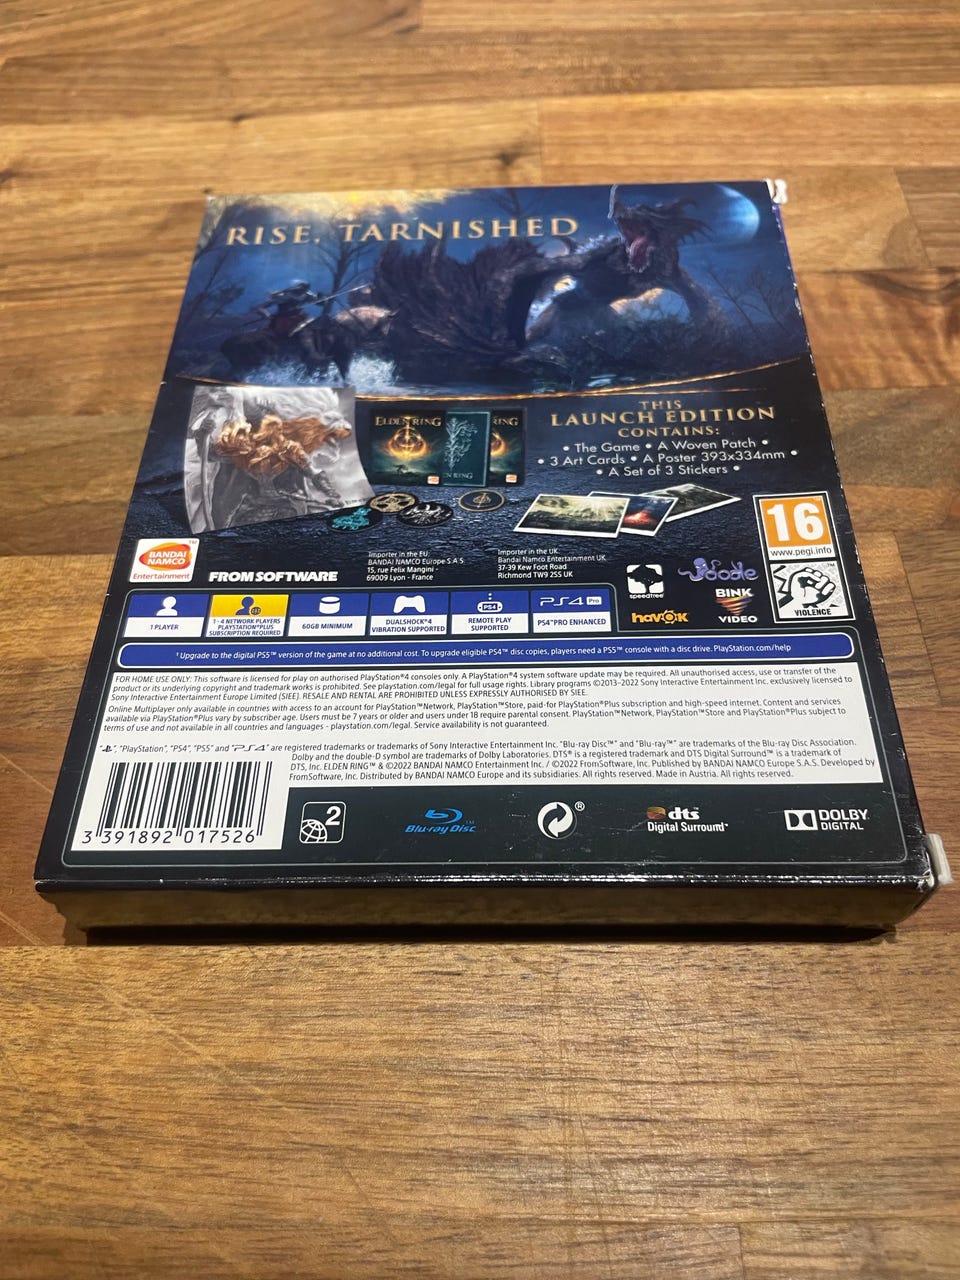 RISE, TARNISHED
THIS
LAUNCH EDITION
CONTAINS:
• The Game • A Woven Patch •
• 3 Art Cards • A Poster 393x334mm •
• A Set of 3 Stickers •
ELDEN RING
RING
N RING
16
www.pegi.info
VIOLENCE
BANDAI
NAMCO
Entertainment
FROMSOFTWARE
Importer in the EU:
BANDAI NAMCO Europe S.A.S
15, rue Felix Mangini -
69009 Lyon - France
Importer in the UK:
Bandai Namco Entertainment UK
37-39 Kew Foot Road
Richmond TW9 2SS UK
speedtree
oodle
havok
BINK
VIDEO
1 PLAYER
1 - 4 NETWORK PLAYERS
PLAYSTATION®PLUS
SUBSCRIPTION REQUIRED
60GB MINIMUM
DUALSHOCK®4
VIBRATION SUPPORTED
PS4
REMOTE PLAY
SUPPORTED
PS4 Pro
PS4™PRO ENHANCED
† Upgrade to the digital PS5™ version of the game at no additional cost. To upgrade eligible PS4™ disc copies, players need a PS5™ console with a disc drive. PlayStation.com/help
FOR HOME USE ONLY: This software is licensed for play on authorised PlayStation®4 consoles only. A PlayStation®4 system software update may be required. All unauthorised access, use or transfer of the
product or its underlying copyright and trademark works is prohibited. See playstation.com/legal for full usage rights. Library programs ©2013-2022 Sony Interactive Entertainment Inc. exclusively licensed to
Sony Interactive Entertainment Europe Limited (SIEE). RESALE AND RENTAL ARE PROHIBITED UNLESS EXPRESSLY AUTHORISED BY SIEE.
Online Multiplayer only available in countries with access to an account for PlayStation™Network, PlayStation™Store, paid-for PlayStation®Plus subscription and high-speed internet. Content and services
available via PlayStation®Plus vary by subscriber age. Users must be 7 years or older and users under 18 require parental consent. PlayStation™Network, PlayStation™Store and PlayStation®Plus subject to
terms of use and not available in all countries and languages - playstation.com/legal. Service availability is not guaranteed.
"PlayStation", "PS4", "PS5" and "PS4" are registered trademarks or trademarks of Sony Interactive Entertainment Inc. "Blu-ray Disc™" and "Blu-ray™" are trademarks of the Blu-ray Disc Association.
Dolby and the double-D symbol are trademarks of Dolby Laboratories. DTS® is a registered trademark and DTS Digital Surround™ is a trademark of
DTS, Inc. ELDEN RING™ & ©2022 BANDAI NAMCO Entertainment Inc. / ©2022 FromSoftware, Inc. Published by BANDAI NAMCO Europe S.A.S. Developed by
FromSoftware, Inc. Distributed by BANDAI NAMCO Europe and its subsidiaries. All rights reserved. Made in Austria. All rights reserved.
3 391892 017526
2
Blu-ray Disc™
®
dts
Digital Surround™
DOLBY
DIGITAL